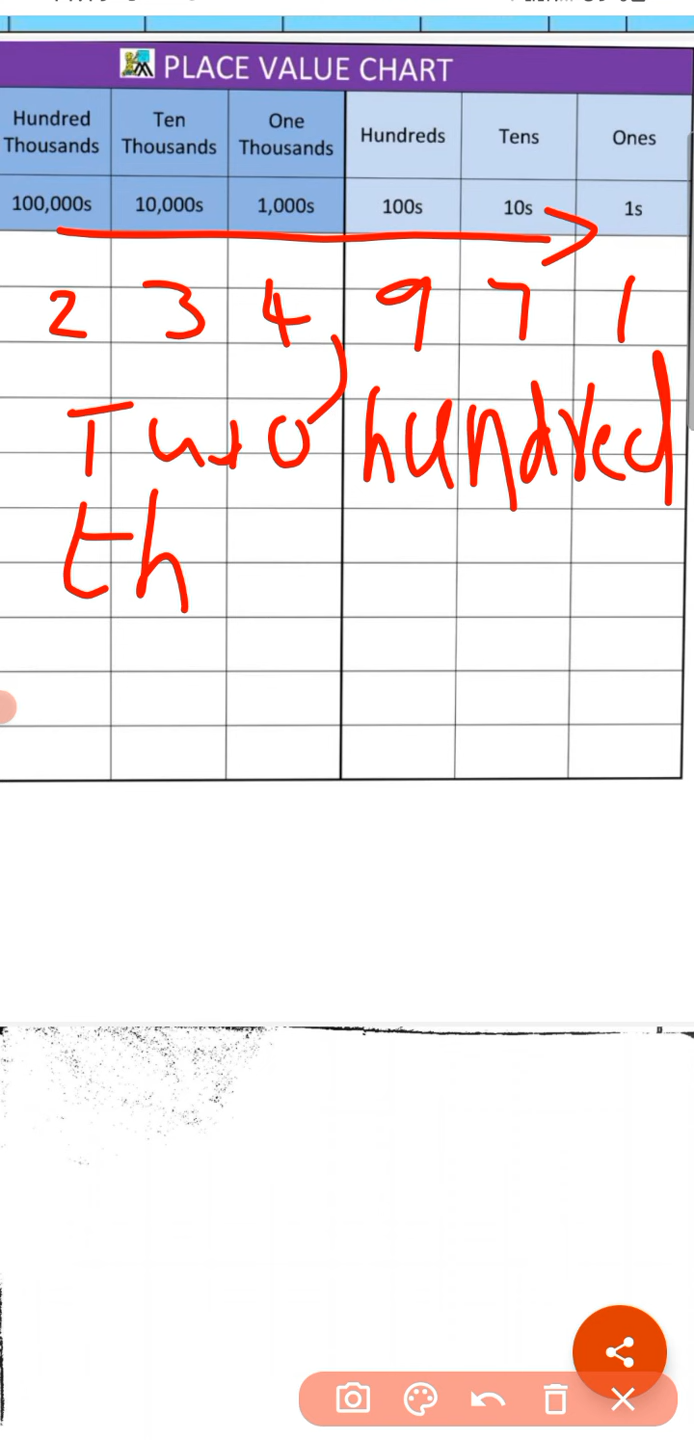 PLACE VALUE CHART
Hundred Thousands Ten Thousands One Thousands Hundreds Tens Ones
100,000s 10,000s 1,000s 100s 10s 1s
2 3 4, 9 7 1
Two hundred
th